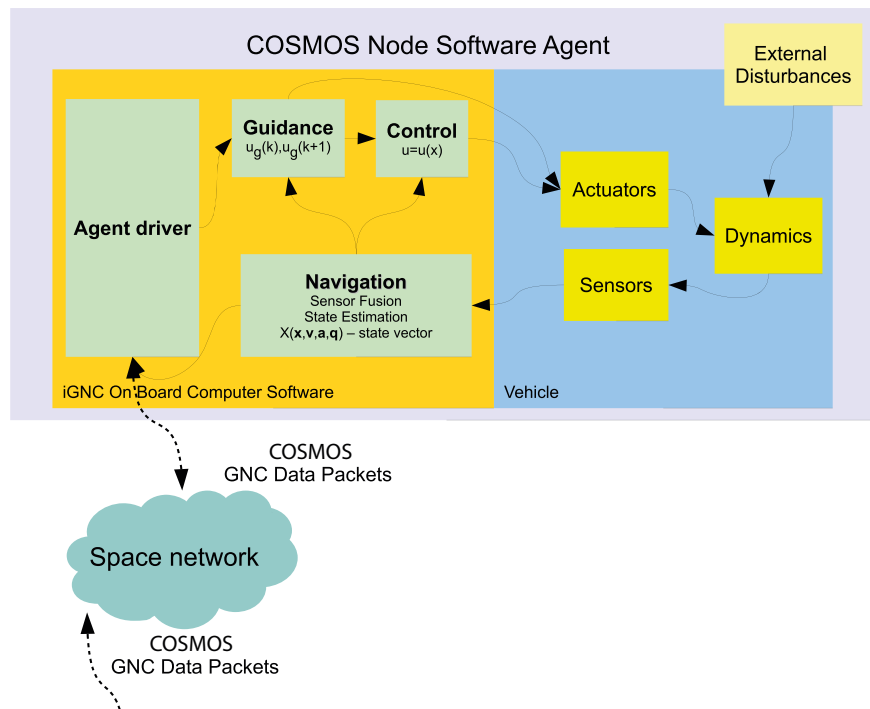 COSMOS Node Software Agent
External
Disturbances
Guidance
ug(k),ug(k+1)
Control
u=u(x)
Agent driver
Actuators
Dynamics
Navigation
Sensor Fusion
State Estimation
X(x,v,a,q) – state vector
Sensors
iGNC On Board Computer Software
Vehicle
COSMOS
GNC Data Packets
Space network
COSMOS
GNC Data Packets